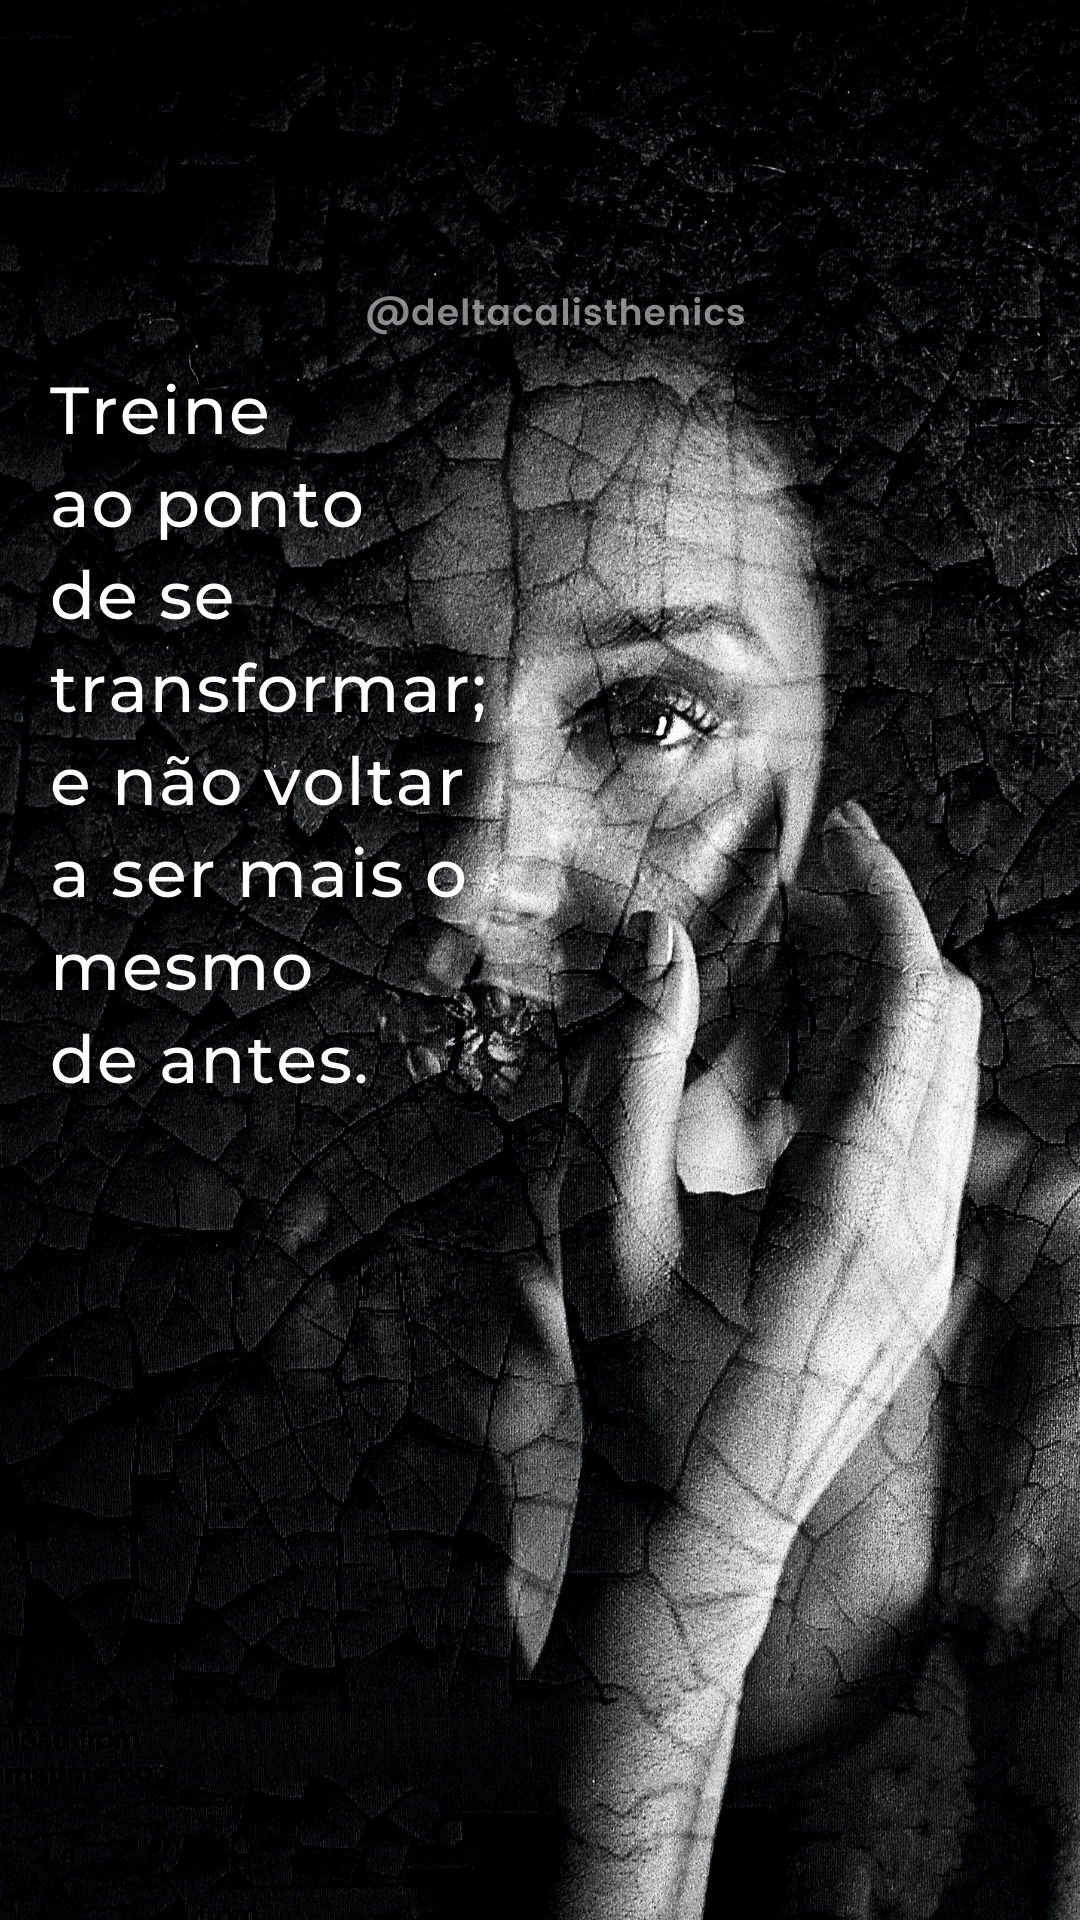 @deltacalisthenics
Treine
ao ponto
de se
transformar;
e não voltar
a ser mais o
mesmo
de antes.